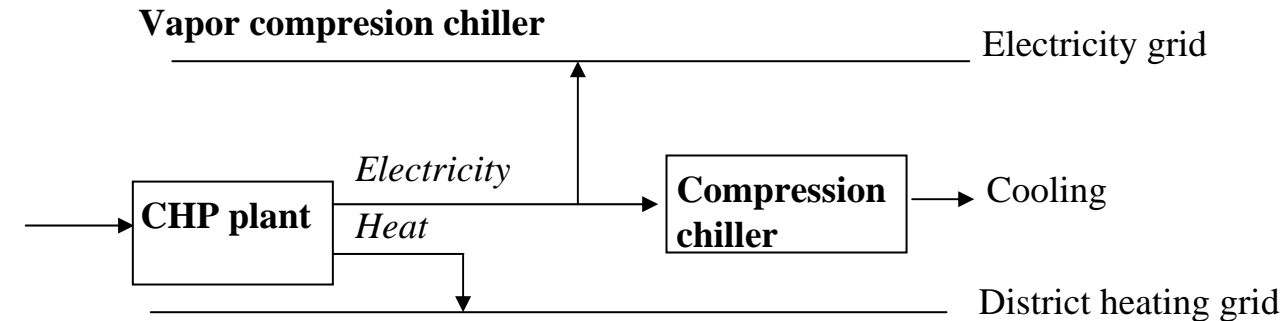 Vapor compresion chiller
Electricity grid
Electricity
CHP plant
Heat
Compression
chiller
Cooling
District heating grid